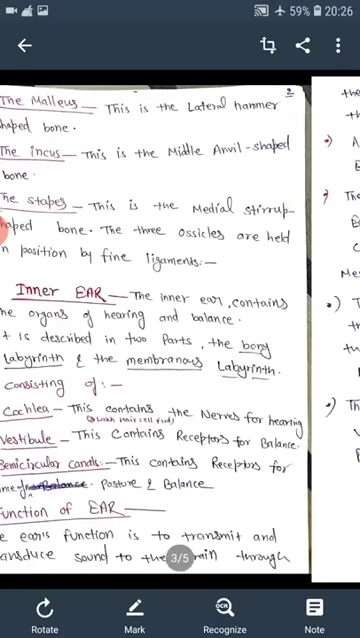 59% 20:26
2
The Malleus — This is the Lateral hammer
shaped bone.
The incus — This is the Middle Anvil-shaped
bone.
The stapes — This is the Medial stirrup-
shaped bone. The three ossicles are held
in position by fine ligaments:—
Inner EAR — The inner ear, contains
the organs of hearing and balance.
It is described in two Parts, the bony
Labyrinth & the membranous Labyrinth.
Consisting of:—
Cochlea — This contains the Nerves for hearing
Vestibule — This Contains Receptors for Balance.
Semicircular canals — This contains Receptors for
Posture & Balance
Function of EAR —
ear's function is to transmit and
transduce sound to the brain through
3/5
Rotate
Mark
OCR
Recognize
Note